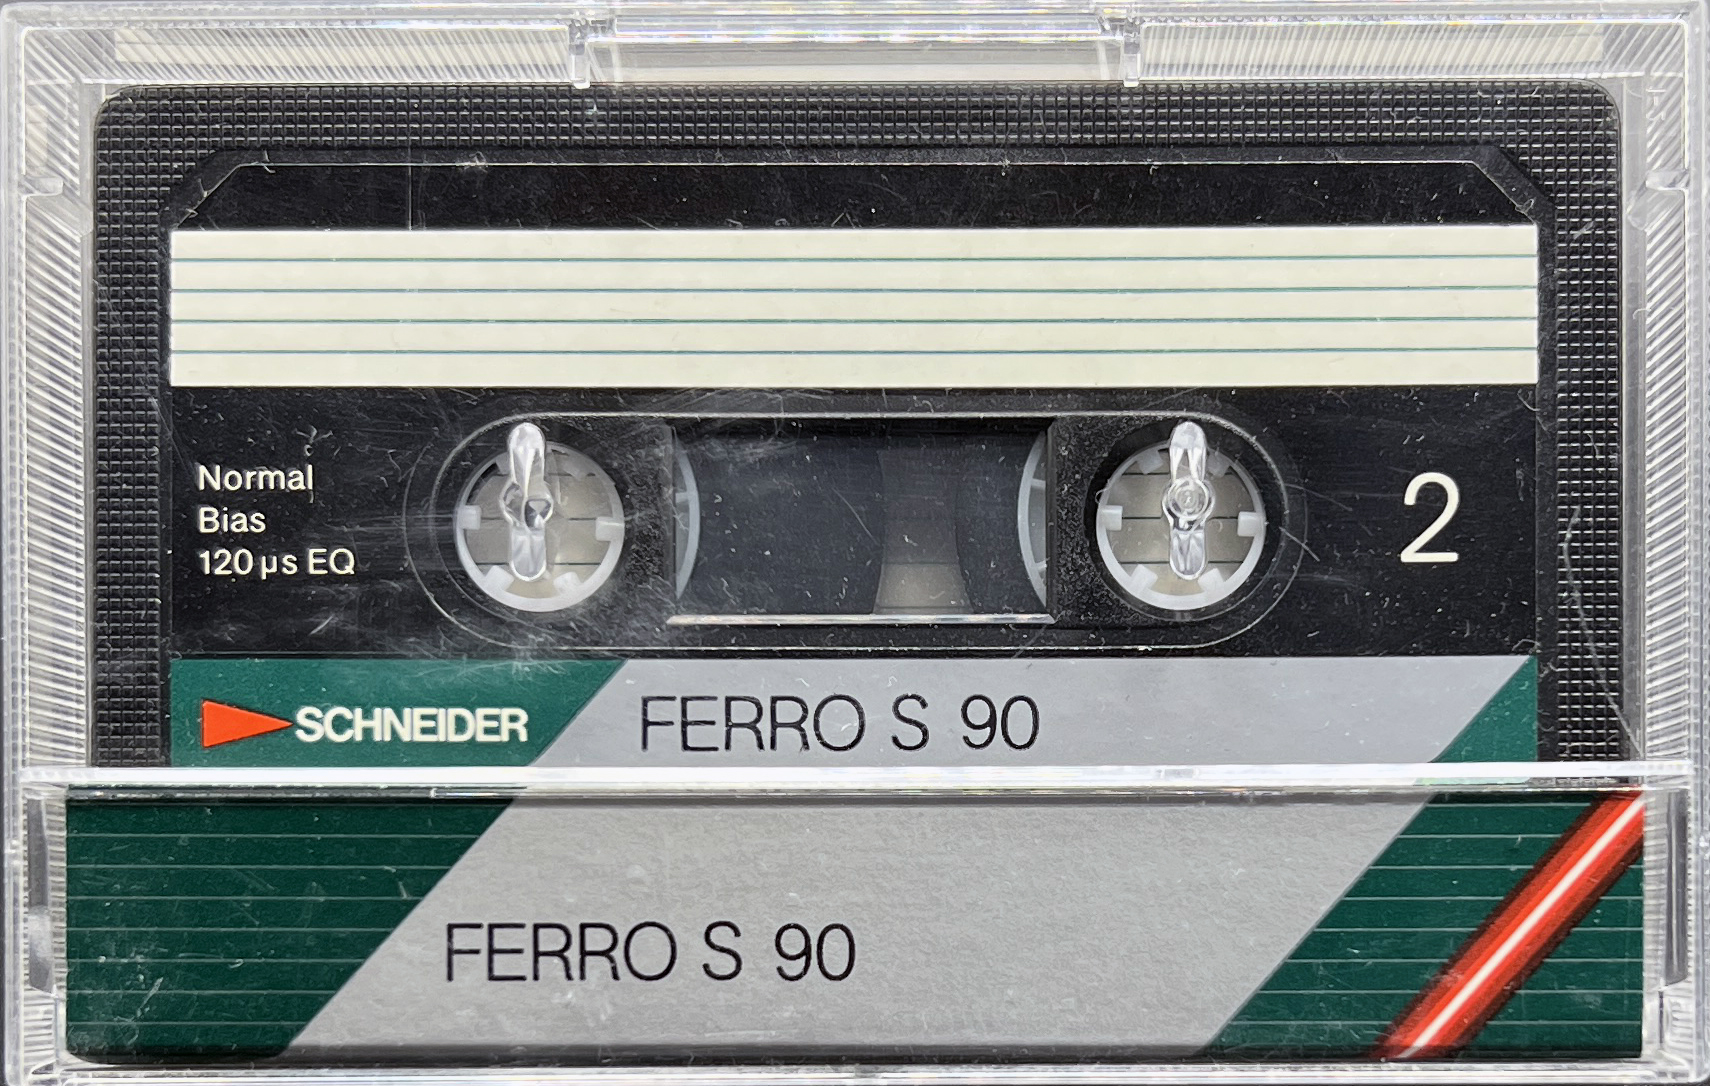 Normal
Bias
120 µs EQ
2
SCHNEIDER
FERRO S 90
FERRO S 90